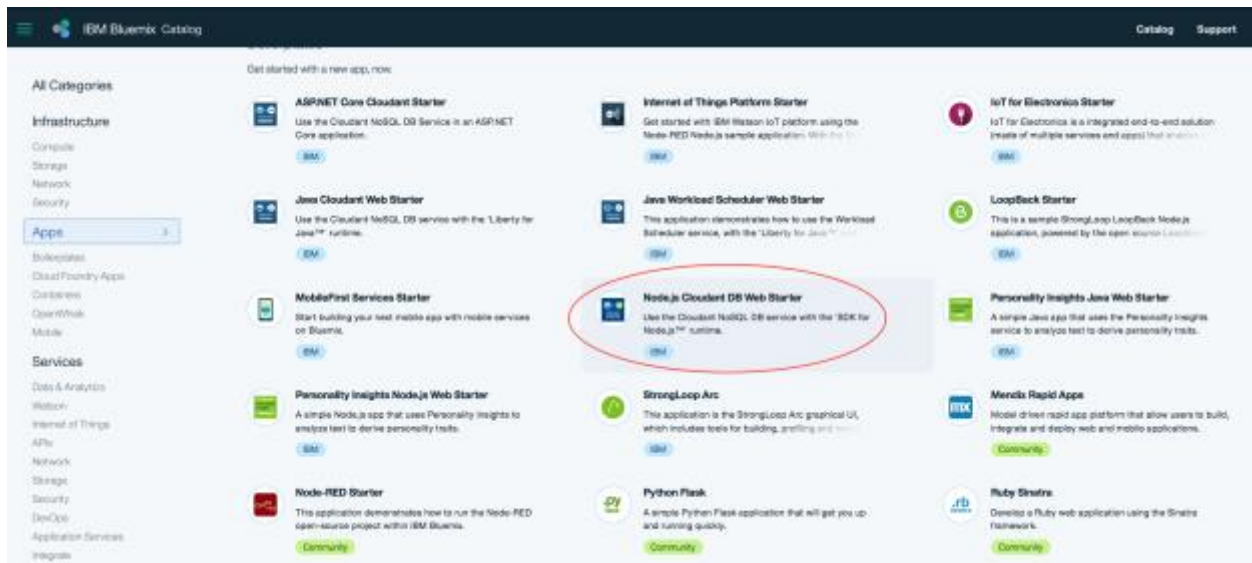 IBM Bluemix Catalog
Catalog Support
Get started with a new app, now.
All Categories
Infrastructure
Compute
Storage
Network
Security
Apps
Boilerplates
Cloud Foundry Apps
Containers
OpenWhisk
Mobile
Services
Data & Analytics
Watson
Internet of Things
APIs
Network
Storage
Security
DevOps
Application Services
Integrate
ASP.NET Core Cloudant Starter
Use the Cloudant NoSQL DB Service in an ASP.NET
Core application.
IBM
Internet of Things Platform Starter
Get started with IBM Watson IoT platform using the
Node-RED Node.js sample application. With the
IBM
IoT for Electronics Starter
IoT for Electronics is a integrated end-to-end solution
(made of multiple services and apps) that
IBM
Java Cloudant Web Starter
Use the Cloudant NoSQL DB service with the 'Liberty for
Java™' runtime.
IBM
Java Workload Scheduler Web Starter
This application demonstrates how to use the Workload
Scheduler service, with the 'Liberty for Java™'
IBM
LoopBack Starter
This is a sample StrongLoop LoopBack Node.js
application, powered by the open source
IBM
MobileFirst Services Starter
Start building your next mobile app with mobile services
on Bluemix.
IBM
Node.js Cloudant DB Web Starter
Use the Cloudant NoSQL DB service with the 'SDK for
Node.js™' runtime.
IBM
Personality Insights Java Web Starter
A simple Java app that uses the Personality Insights
service to analyze text to derive personality traits.
IBM
Personality Insights Node.js Web Starter
A simple Node.js app that uses Personality Insights to
analyze text to derive personality traits.
IBM
StrongLoop Arc
This application is the StrongLoop Arc graphical UI,
which includes tools for building, profiling and
IBM
mx
Mendix Rapid Apps
Model driven rapid app platform that allow users to build,
integrate and deploy web and mobile applications.
Community
Node-RED Starter
This application demonstrates how to run the Node-RED
open-source project within IBM Bluemix.
Community
.py
Python Flask
A simple Python Flask application that will get you up
and running quickly.
Community
.rb
Ruby Sinatra
Develop a Ruby web application using the Sinatra
framework.
Community